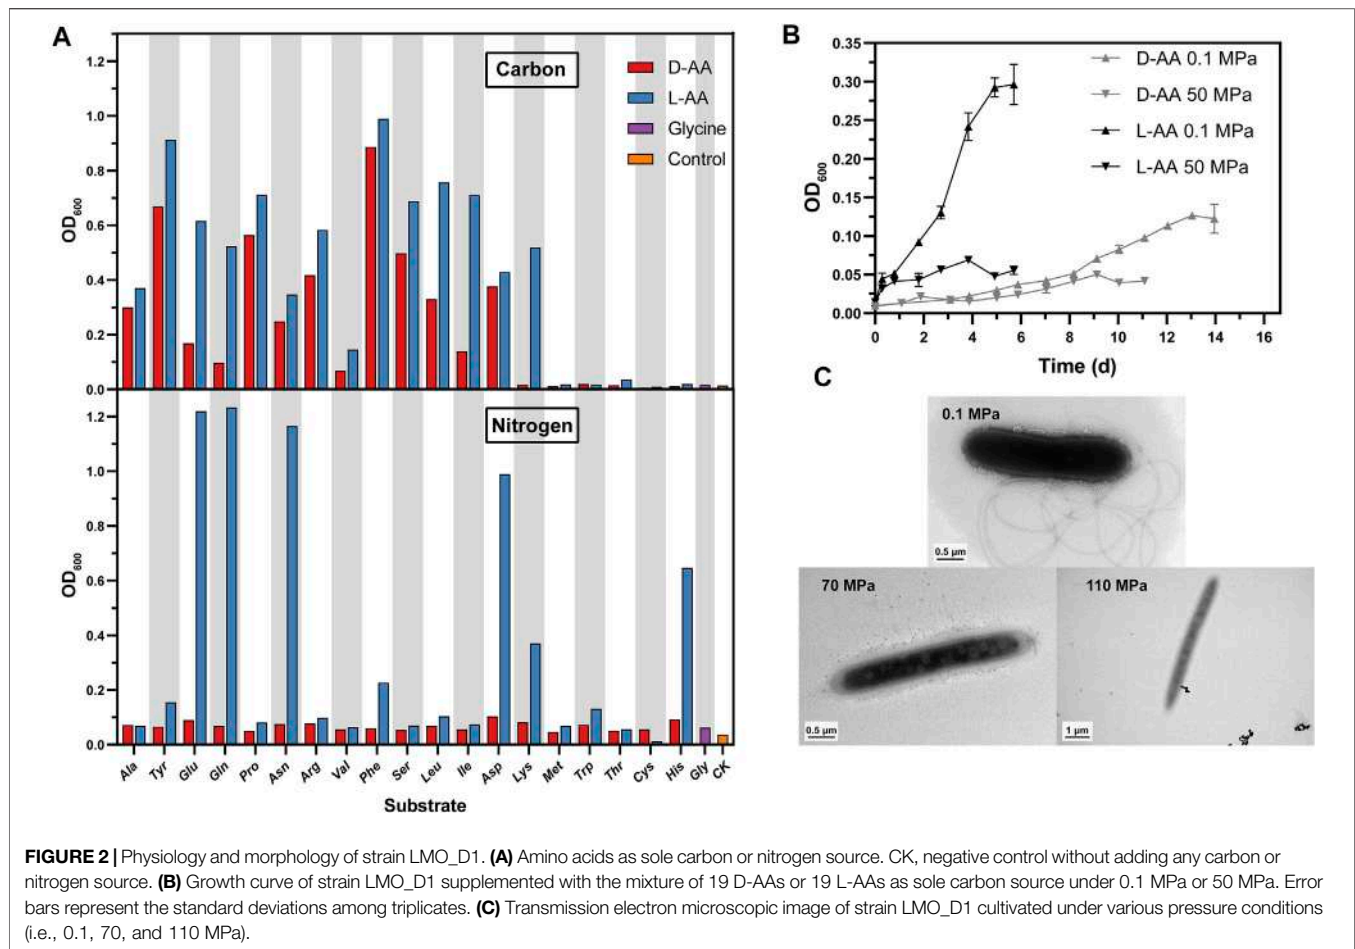 A
Carbon
D-AA
L-AA
Glycine
Control
OD600
1.2
1.0
0.8
0.6
0.4
0.2
0.0
Nitrogen
OD600
1.2
1.0
0.8
0.6
0.4
0.2
0.0
Ala Tyr Glu Gln Pro Asn Arg Val Phe Ser Leu Ile Asp Lys Met Trp Thr Cys His Gly CK
Substrate
B
OD600
0.35
0.30
0.25
0.20
0.15
0.10
0.05
0.00
D-AA 0.1 MPa
D-AA 50 MPa
L-AA 0.1 MPa
L-AA 50 MPa
0 2 4 6 8 10 12 14 16
Time (d)
C
0.1 MPa
0.5 µm
70 MPa
0.5 µm
110 MPa
1 µm
FIGURE 2 | Physiology and morphology of strain LMO_D1. (A) Amino acids as sole carbon or nitrogen source. CK, negative control without adding any carbon or
nitrogen source. (B) Growth curve of strain LMO_D1 supplemented with the mixture of 19 D-AAs or 19 L-AAs as sole carbon source under 0.1 MPa or 50 MPa. Error
bars represent the standard deviations among triplicates. (C) Transmission electron microscopic image of strain LMO_D1 cultivated under various pressure conditions
(i.e., 0.1, 70, and 110 MPa).